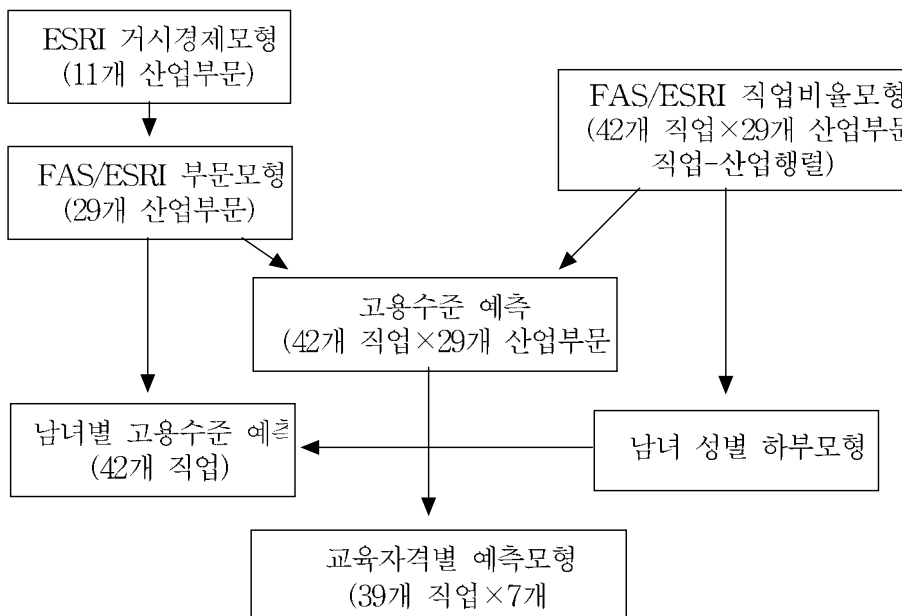 ESRI 거시경제모형
(11개 산업부문)
FAS/ESRI 직업비율모형
(42개 직업×29개 산업부문
직업-산업행렬)
FAS/ESRI 부문모형
(29개 산업부문)
고용수준 예측
(42개 직업×29개 산업부문
남녀별 고용수준 예측
(42개 직업)
남녀 성별 하부모형
교육자격별 예측모형
(39개 직업×7개